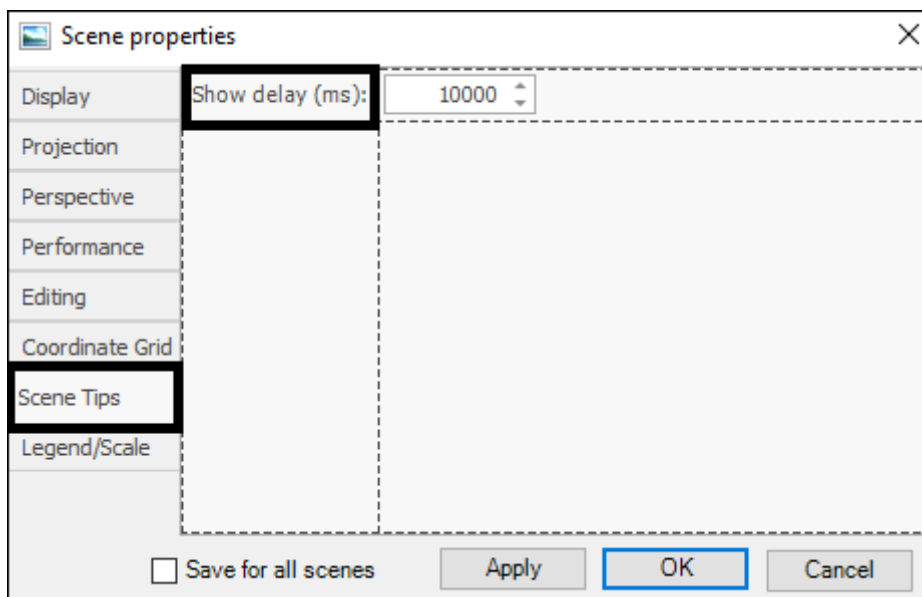 Scene properties
Display
Show delay (ms): 10000
Projection
Perspective
Performance
Editing
Coordinate Grid
Scene Tips
Legend/Scale
Save for all scenes Apply OK Cancel